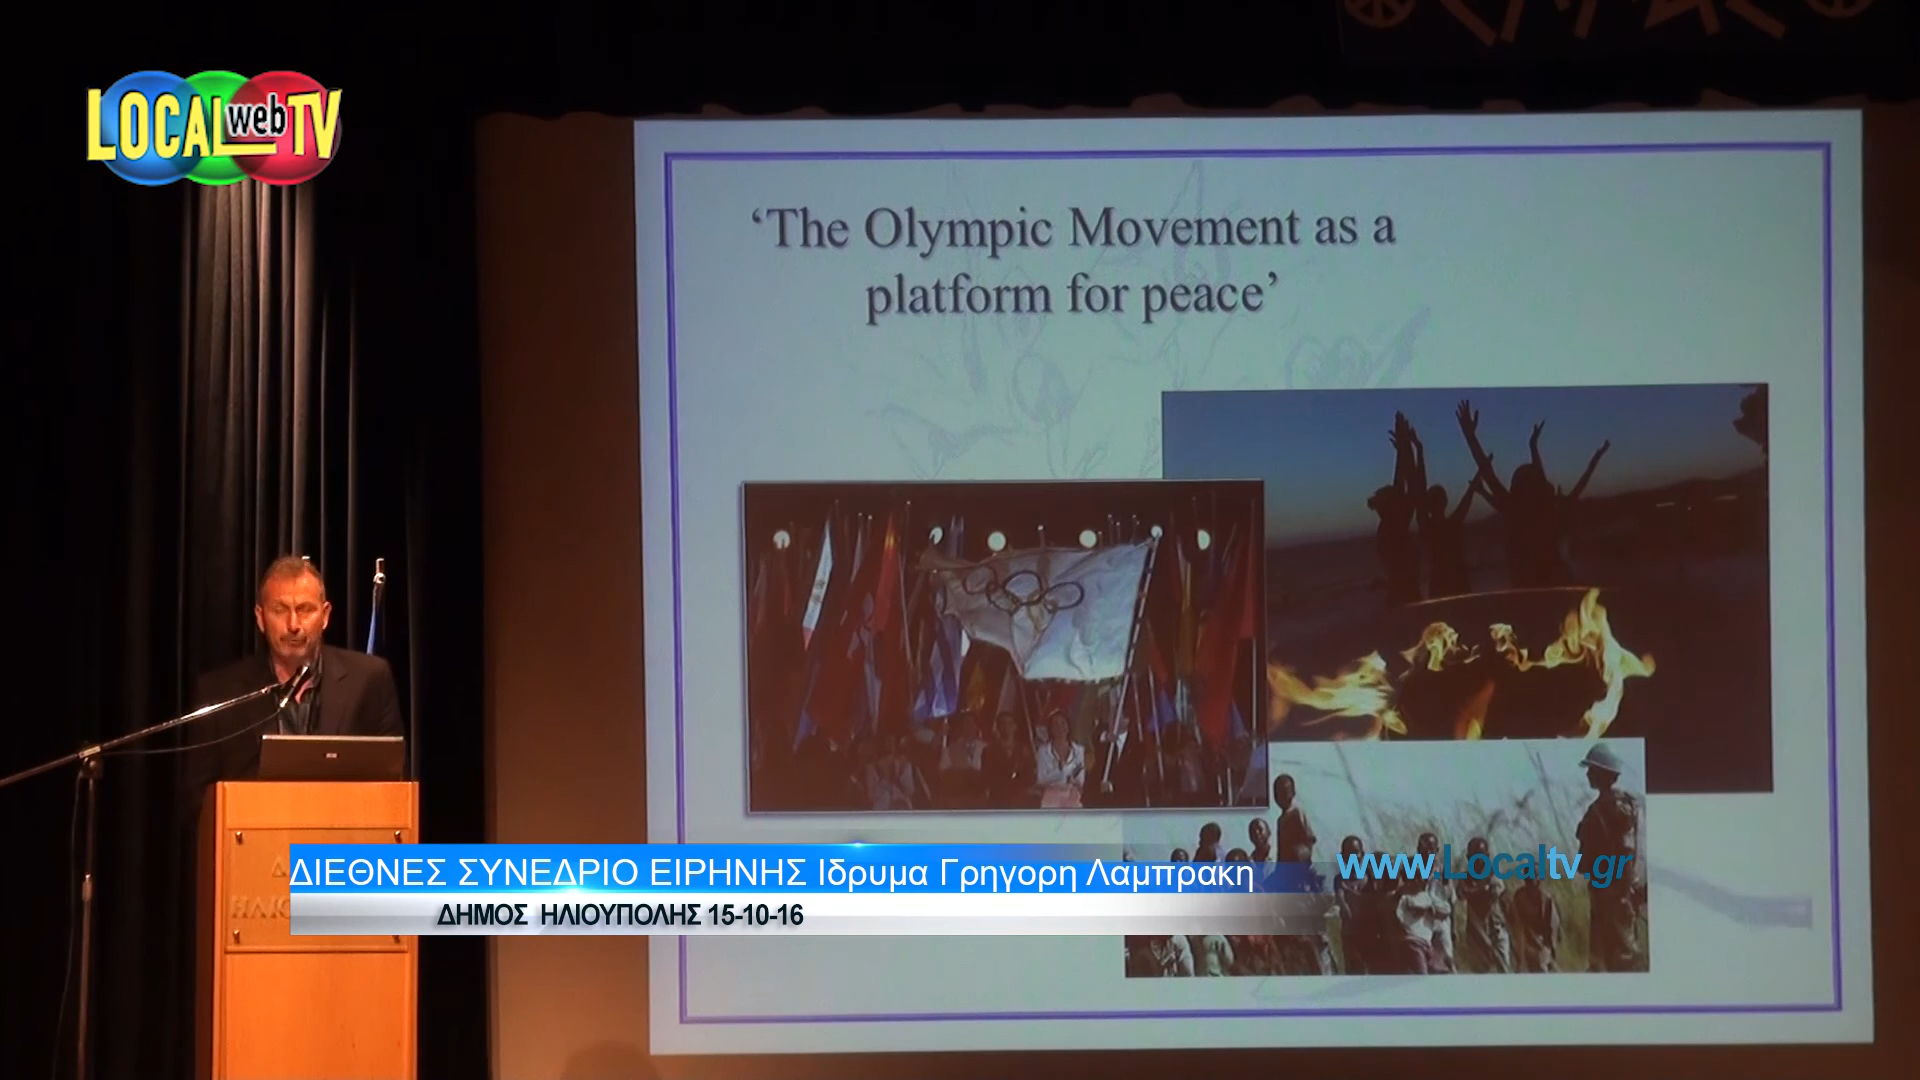 LOCAL web TV
‘The Olympic Movement as a
platform for peace’
ΔΙΕΘΝΕΣ ΣΥΝΕΔΡΙΟ ΕΙΡΗΝΗΣ Ιδρυμα Γρηγορη Λαμπρακη
www.Localtv.gr
ΔΗΜΟΣ ΗΛΙΟΥΠΟΛΗΣ 15-10-16